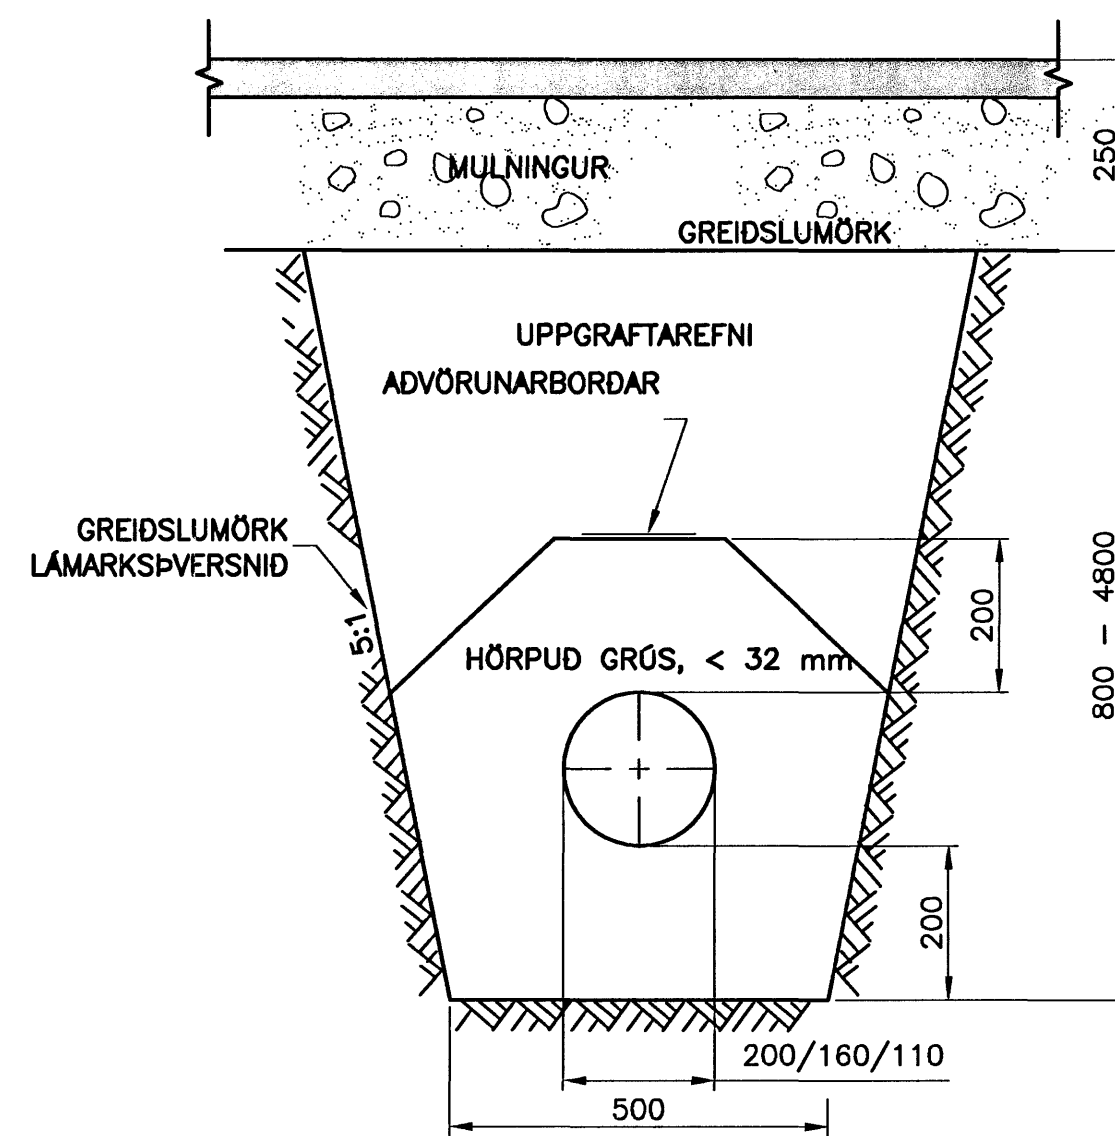 250
MULNINGUR
GREIÐSLUMÖRK
UPPGRAFTAREFNI
AÐVÖRUNARBORÐAR
GREIÐSLUMÖRK
LÁMARKSÞVERSNIÐ
5:1
200
800 - 4800
HÖRPUÐ GRÚS, < 32 mm
200
200/160/110
500